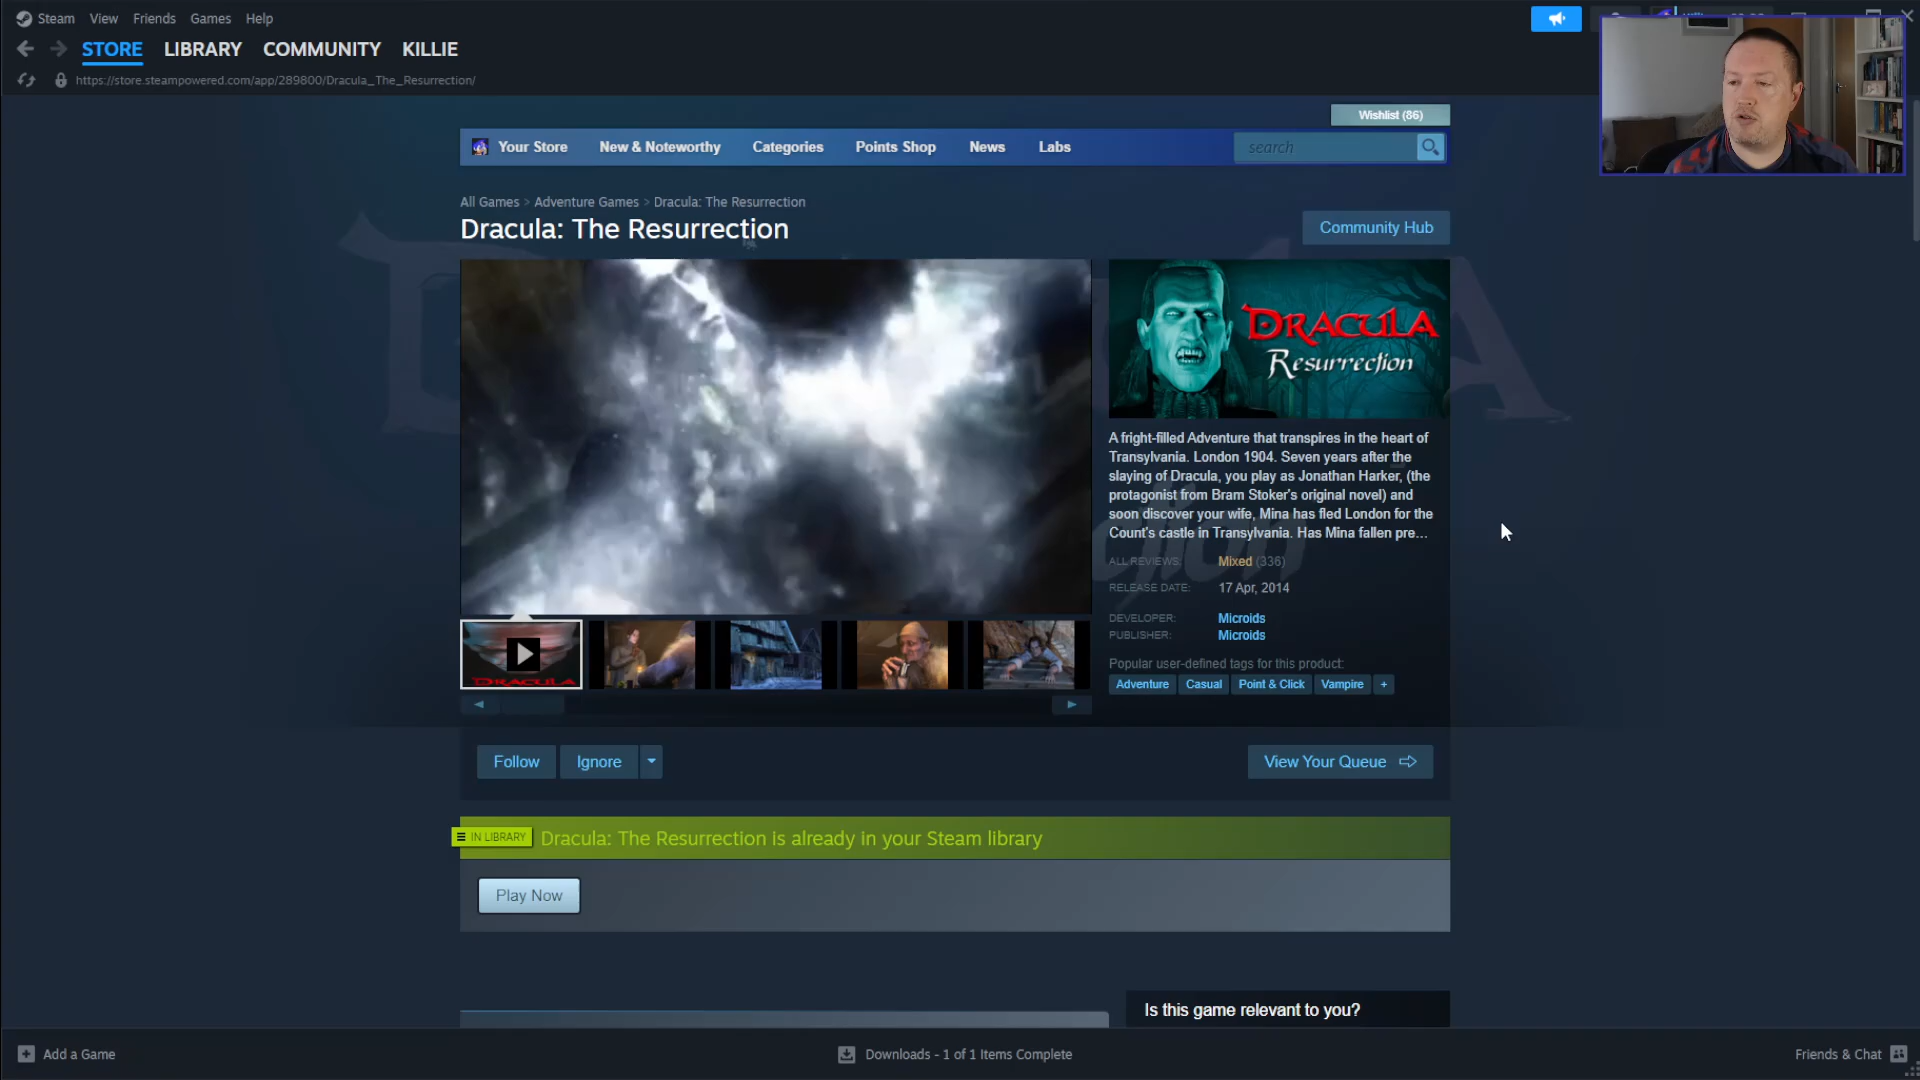 Steam View Friends Games Help
STORE LIBRARY COMMUNITY KILLIE
https://store.steampowered.com/app/289800/Dracula_The_Resurrection/
Wishlist (86)
Your Store New & Noteworthy Categories Points Shop News Labs search
All Games > Adventure Games > Dracula: The Resurrection
Dracula: The Resurrection
Community Hub
DRACULA
Resurrection
A fright-filled Adventure that transpires in the heart of
Transylvania. London 1904. Seven years after the
slaying of Dracula, you play as Jonathan Harker, (the
protagonist from Bram Stoker's original novel) and
soon discover your wife, Mina has fled London for the
Count's castle in Transylvania. Has Mina fallen pre...
ALL REVIEWS: Mixed (336)
RELEASE DATE: 17 Apr, 2014
DEVELOPER: Microids
PUBLISHER: Microids
Popular user-defined tags for this product:
Adventure Casual Point & Click Vampire +
DRACULA
Follow Ignore
View Your Queue
IN LIBRARY Dracula: The Resurrection is already in your Steam library
Play Now
Is this game relevant to you?
Add a Game
Downloads - 1 of 1 Items Complete
Friends & Chat